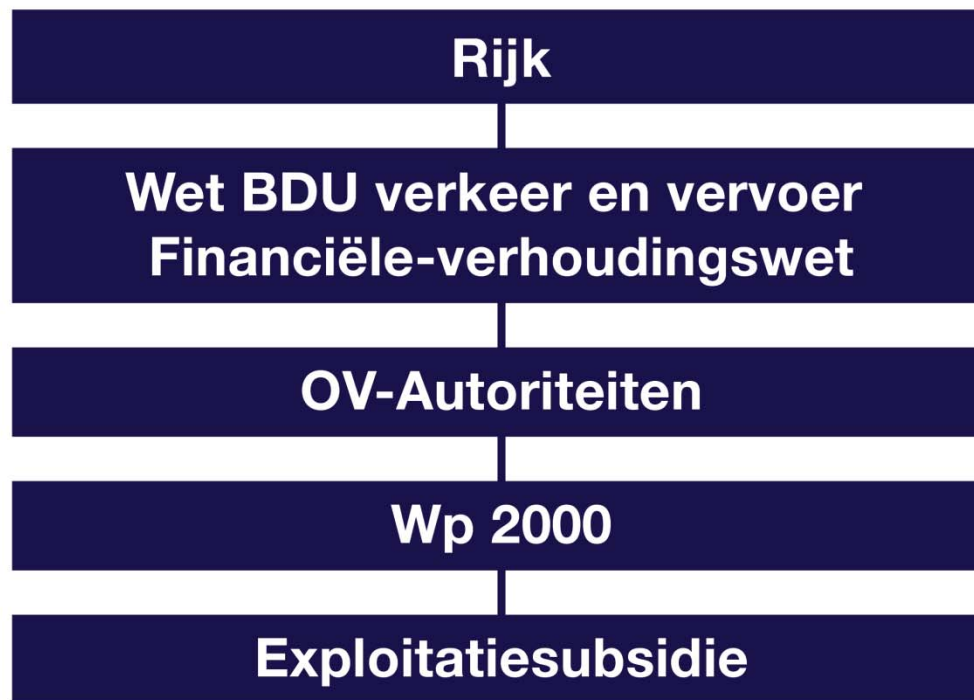 Rijk
Wet BDU verkeer en vervoer
Financiële-verhoudingswet
OV-Autoriteiten
Wp 2000
Exploitatiesubsidie